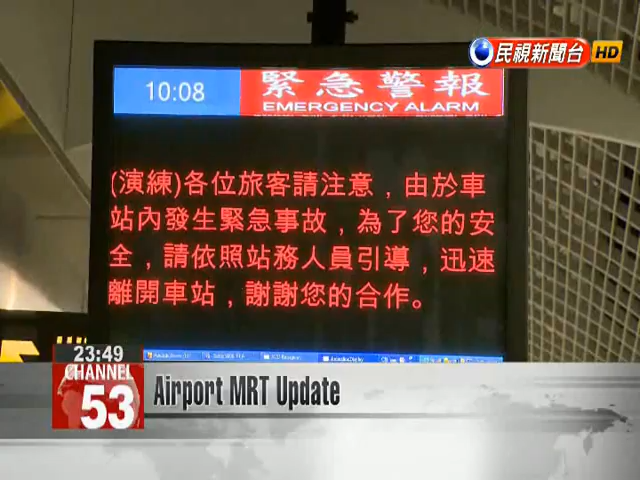 民視新聞台 HD
10:08
緊急警報
EMERGENCY ALARM
(演練)各位旅客請注意，由於車
站內發生緊急事故，為了您的安
全，請依照站務人員引導，迅速
離開車站，謝謝您的合作。
23:49
CHANNEL
53
Airport MRT Update